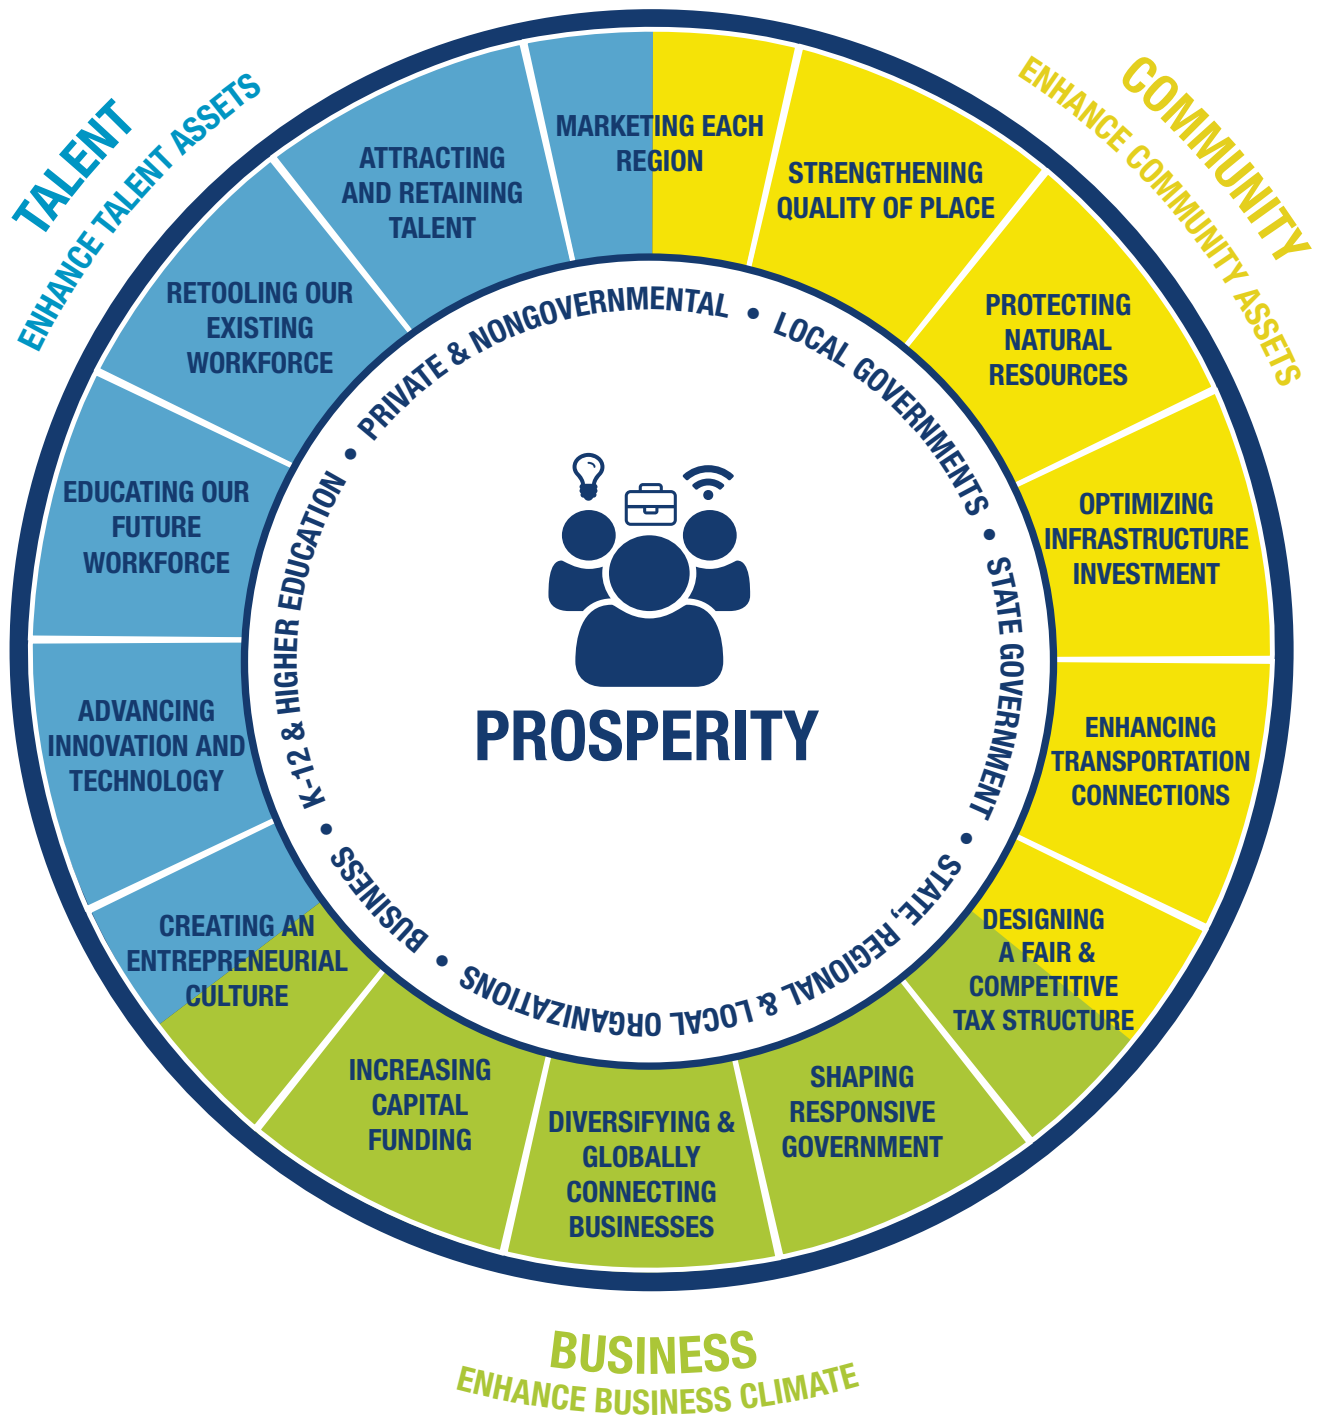 TALENT
ENHANCE TALENT ASSETS
COMMUNITY
ENHANCE COMMUNITY ASSETS
MARKETING EACH
REGION
STRENGTHENING
QUALITY OF PLACE
PROTECTING
NATURAL
RESOURCES
OPTIMIZING
INFRASTRUCTURE
INVESTMENT
ENHANCING
TRANSPORTATION
CONNECTIONS
DESIGNING
A FAIR &
COMPETITIVE
TAX STRUCTURE
SHAPING
RESPONSIVE
GOVERNMENT
DIVERSIFYING &
GLOBALLY
CONNECTING
BUSINESSES
INCREASING
CAPITAL
FUNDING
CREATING AN
ENTREPRENEURIAL
CULTURE
ADVANCING
INNOVATION AND
TECHNOLOGY
EDUCATING OUR
FUTURE
WORKFORCE
RETOOLING OUR
EXISTING
WORKFORCE
ATTRACTING
AND RETAINING
TALENT
PRIVATE & NONGOVERNMENTAL • LOCAL GOVERNMENTS • STATE GOVERNMENT • STATE, REGIONAL & LOCAL ORGANIZATIONS • BUSINESS • K-12 & HIGHER EDUCATION •
PROSPERITY
BUSINESS
ENHANCE BUSINESS CLIMATE